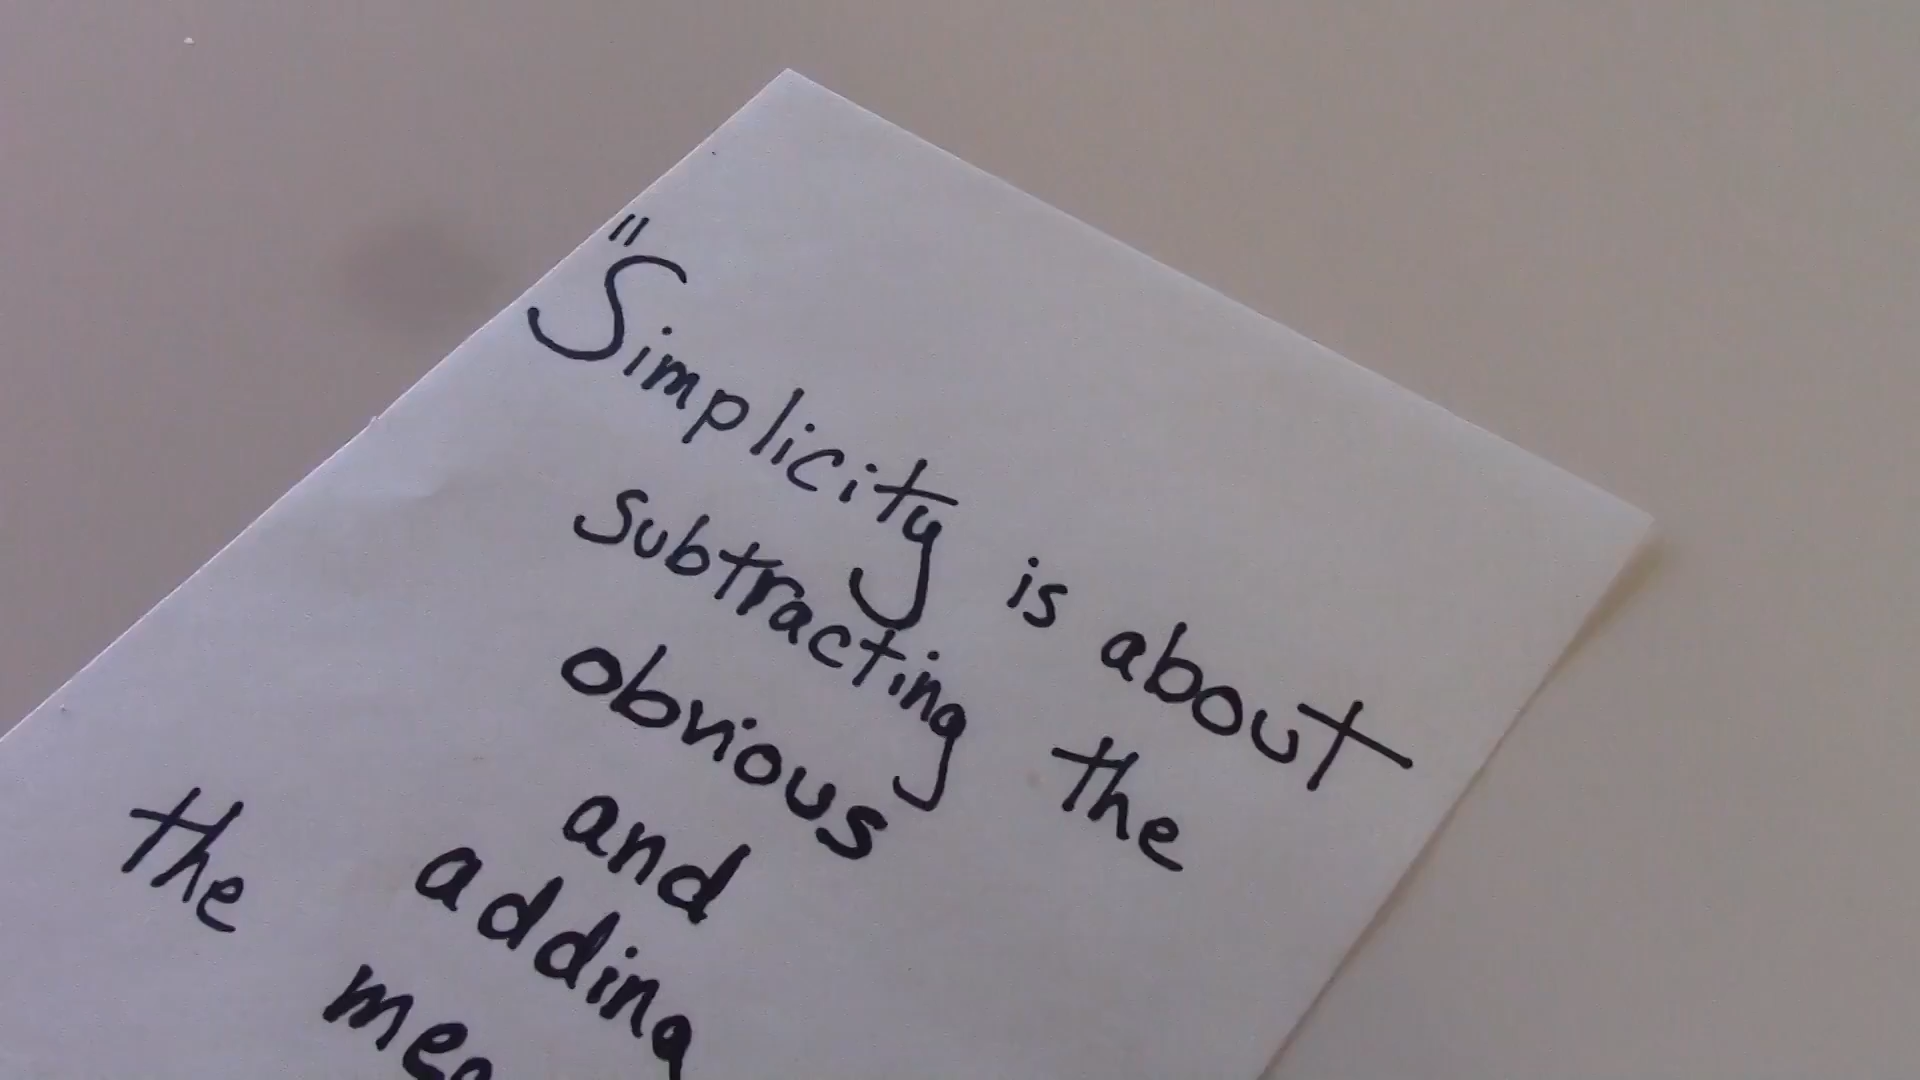 "Simplicity is about
subtracting the
obvious
and
adding
the